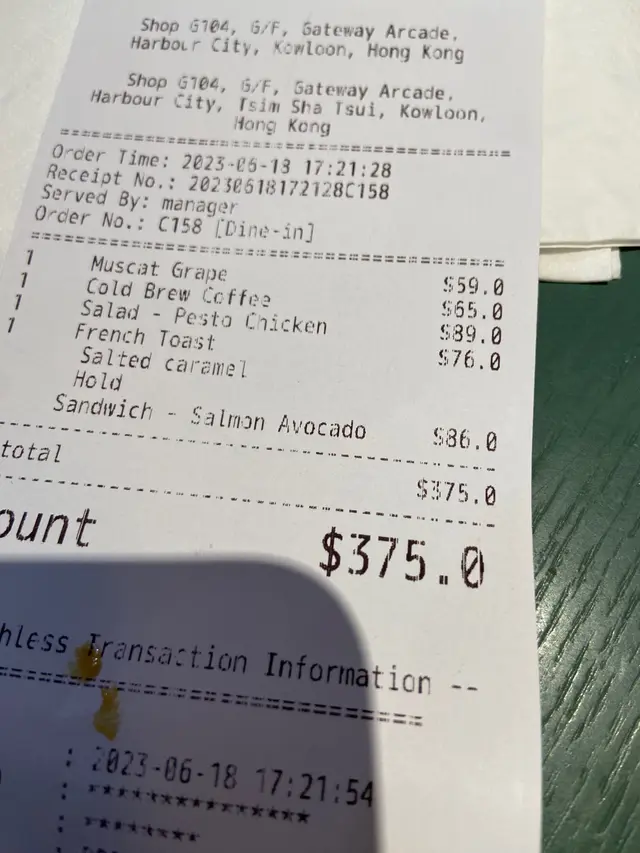 Shop G104, G/F, Gateway Arcade,
Harbour City, Kowloon, Hong Kong
Shop G104, G/F, Gateway Arcade,
Harbour City, Tsim Sha Tsui, Kowloon,
Hong Kong
================================
Order Time: 2023-06-18 17:21:28
Receipt No.: 20230618172128C158
Served By: manager
Order No.: C158 [Dine-in]
================================
1 Muscat Grape $59.0
1 Cold Brew Coffee $65.0
1 Salad - Pesto Chicken $89.0
1 French Toast $76.0
Salted caramel
Hold
Sandwich - Salmon Avocado $86.0
--------------------------------
total $375.0
--------------------------------
ount $375.0
hless Transaction Information --
================================
: 2023-06-18 17:21:54
: ****************
: ********